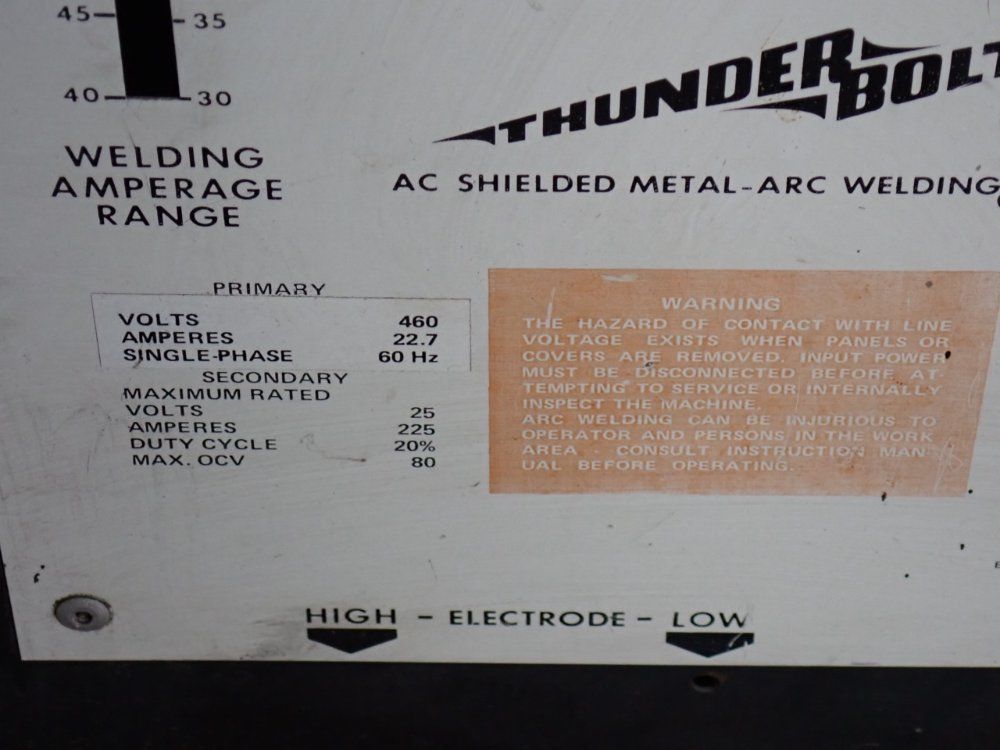 45 35
40 30
WELDING
AMPERAGE
RANGE
THUNDER
BOLT
AC SHIELDED METAL-ARC WELDING
PRIMARY
VOLTS 460
AMPERES 22.7
SINGLE-PHASE 60 Hz
SECONDARY
MAXIMUM RATED
VOLTS 25
AMPERES 225
DUTY CYCLE 20%
MAX. OCV 80
WARNING
THE HAZARD OF CONTACT WITH LINE
VOLTAGE EXISTS WHEN PANELS OR
COVERS ARE REMOVED. INPUT POWER
MUST BE DISCONNECTED BEFORE AT-
TEMPTING TO SERVICE OR INTERNALLY
INSPECT THE MACHINE.
ARC WELDING CAN BE INJURIOUS TO
OPERATOR AND PERSONS IN THE WORK
AREA - CONSULT INSTRUCTION MAN
UAL BEFORE OPERATING.
HIGH - ELECTRODE - LOW